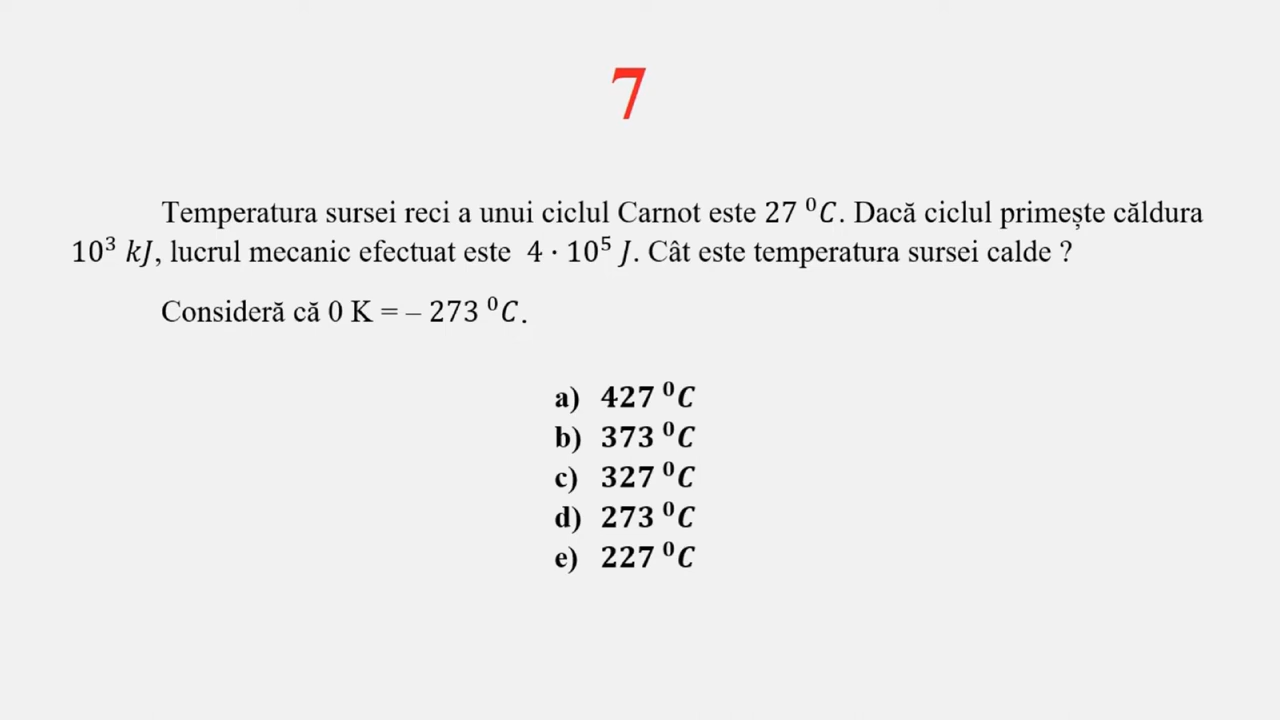 7
Temperatura sursei reci a unui ciclul Carnot este 27 ⁰C. Dacă ciclul primește căldura
10³ kJ, lucrul mecanic efectuat este 4 · 10⁵ J. Cât este temperatura sursei calde ?
Consideră că 0 K = – 273 ⁰C.
a) 427 ⁰C
b) 373 ⁰C
c) 327 ⁰C
d) 273 ⁰C
e) 227 ⁰C